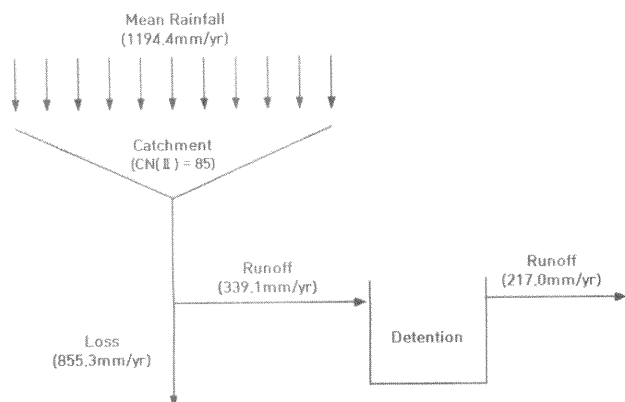 Mean Rainfall
(1194.4mm/yr)
Catchment
(CN(Ⅱ) = 85)
Runoff
(339.1mm/yr)
Runoff
(217.0mm/yr)
Loss
(855.3mm/yr)
Detention